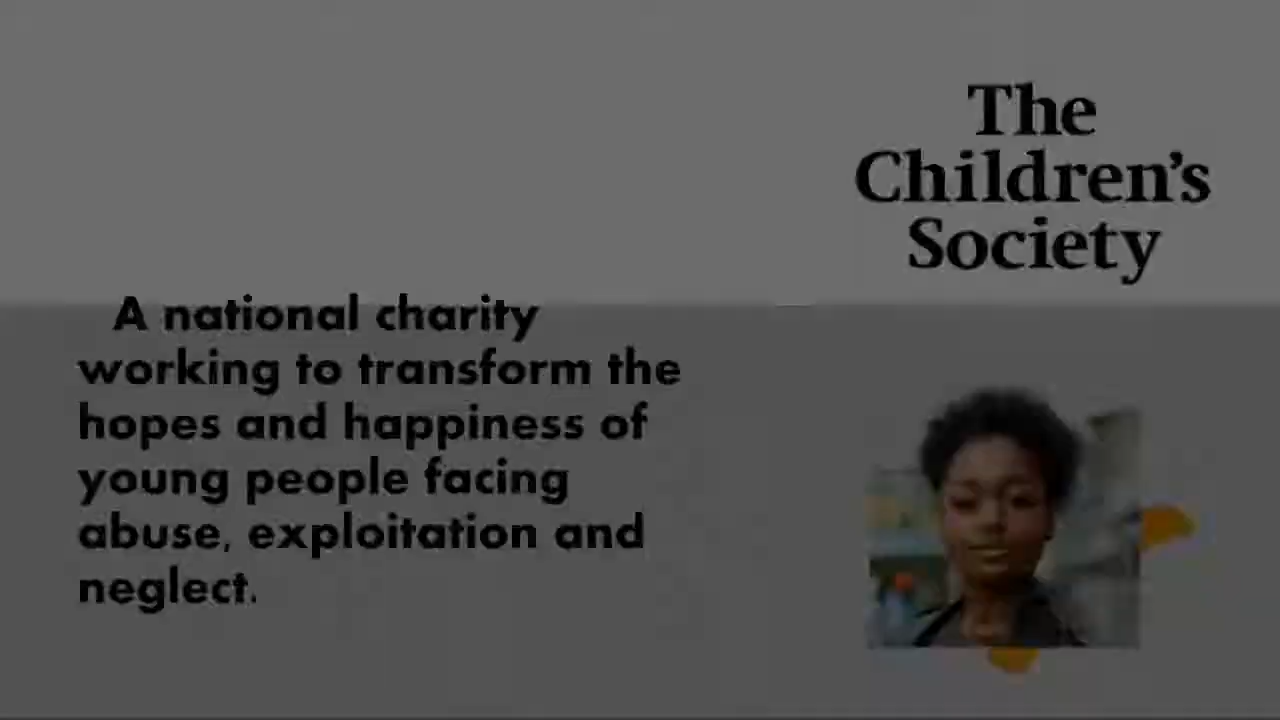 The
Children's
Society
A national charity
working to transform the
hopes and happiness of
young people facing
abuse, exploitation and
neglect.